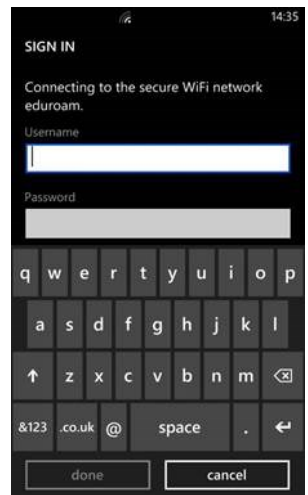 14:35
SIGN IN
Connecting to the secure WiFi network
eduroam.
Username
Password
q w e r t y u i o p
a s d f g h j k l
z x c v b n m
&123 .co.uk @ space .
done cancel